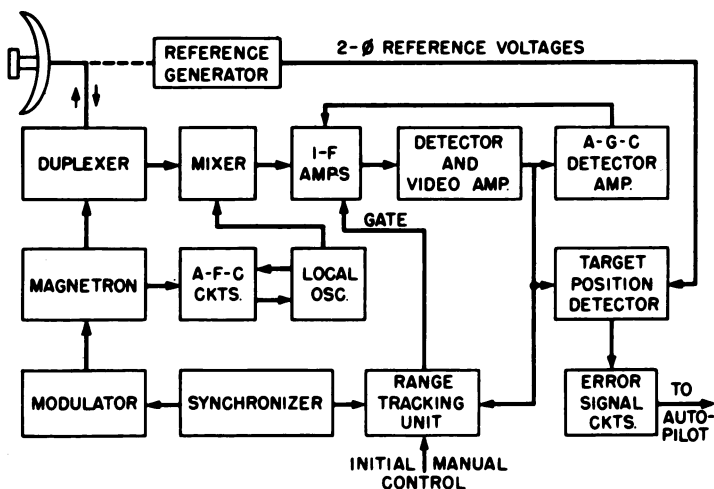 REFERENCE
GENERATOR
2-Ø REFERENCE VOLTAGES
DUPLEXER
MIXER
I-F
AMPS
DETECTOR
AND
VIDEO AMP.
A-G-C
DETECTOR
AMP.
GATE
MAGNETRON
A-F-C
CKTS.
LOCAL
OSC.
TARGET
POSITION
DETECTOR
MODULATOR
SYNCHRONIZER
RANGE
TRACKING
UNIT
ERROR
SIGNAL
CKTS.
TO
AUTO-
PILOT
INITIAL MANUAL
CONTROL